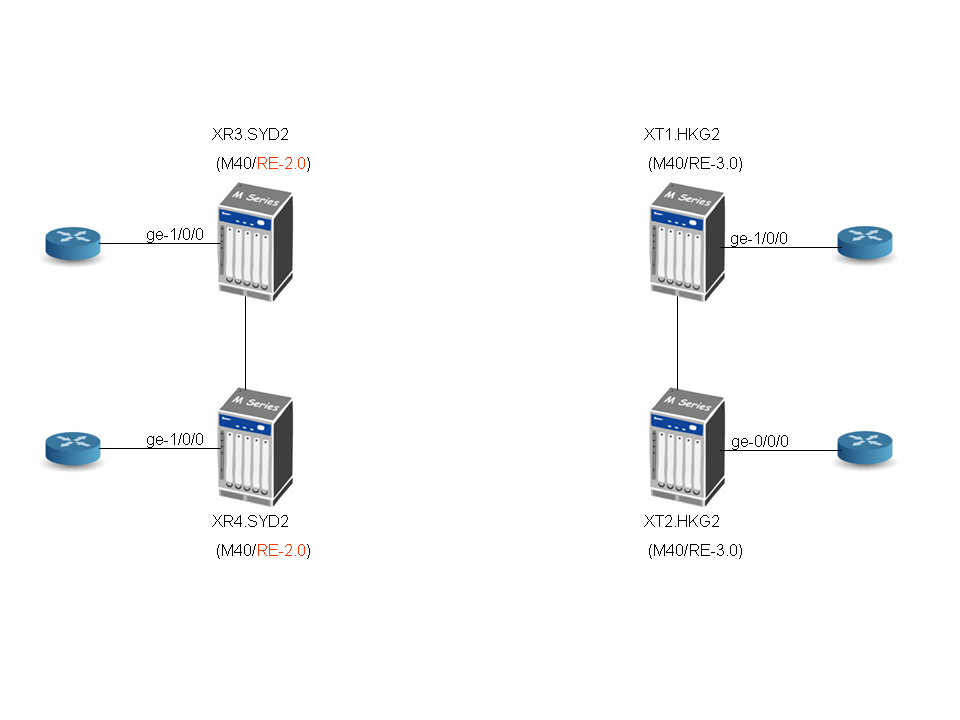 XR3.SYD2
(M40/RE-2.0)
XT1.HKG2
(M40/RE-3.0)
M Series
M Series
ge-1/0/0
ge-1/0/0
M Series
M Series
ge-1/0/0
ge-0/0/0
XR4.SYD2
(M40/RE-2.0)
XT2.HKG2
(M40/RE-3.0)